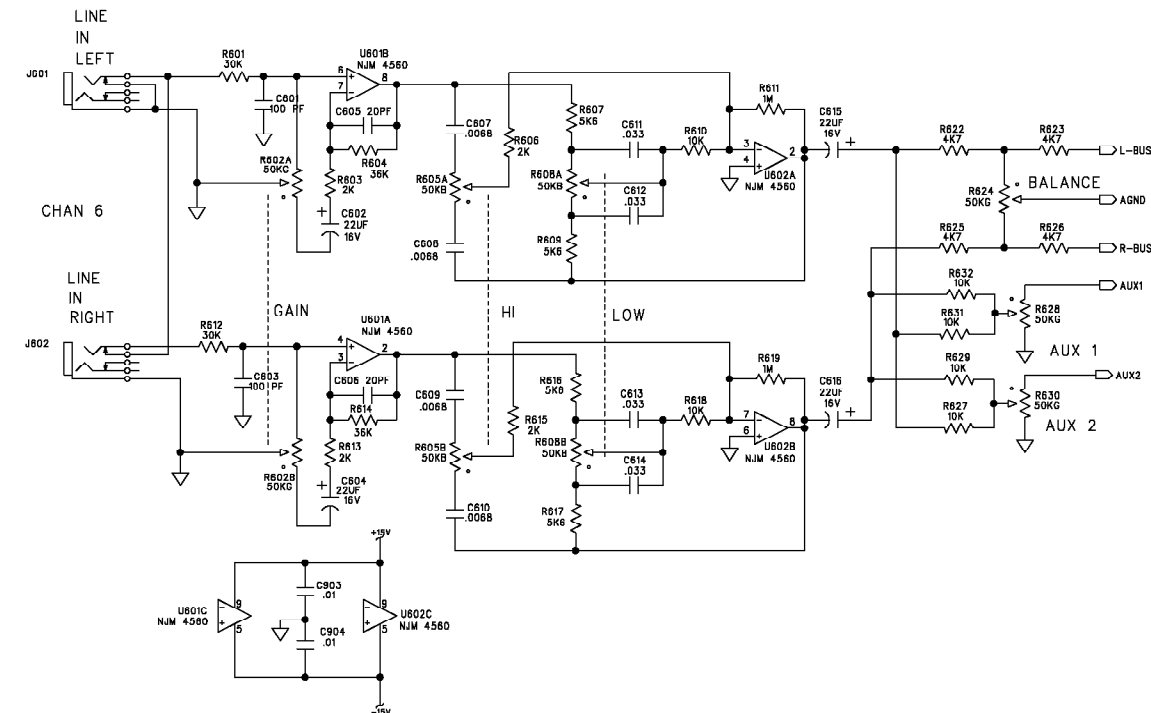 LINE
IN
LEFT
J601
R601
30K
C601
100 PF
U601B
NJM 4560
6
7
8
C605 20PF
R604
36K
R602A
50KC
R603
2K
C602
22UF
16V
C607
.0068
R606
2K
R605A
50KB
C608
.0068
R607
5K6
C611
.033
R610
10K
R608A
50KB
C612
.033
R609
5K6
R611
1M
3
4
2
U602A
NJM 4560
C615
22UF
16V
R622
4K7
R623
4K7
L-BUS
R624
50KG
BALANCE
AGND
R625
4K7
R626
4K7
R-BUS
CHAN 6
LINE
IN
RIGHT
J602
GAIN
HI
LOW
R632
10K
R631
10K
AUX1
R628
50KG
AUX 1
R629
10K
R627
10K
AUX2
R630
50KG
AUX 2
R612
30K
C603
100 PF
U601A
NJM 4560
4
3
2
C606 20PF
R614
36K
R613
2K
R602B
50KG
C604
22UF
16V
C609
.0068
R615
2K
R605B
50KB
C610
.0068
R616
5K6
C613
.033
R618
10K
R608B
50KB
C614
.033
R617
5K6
R619
1M
7
6
8
U602B
NJM 4560
C616
22UF
16V
+15V
U601C
NJM 4560
9
5
C903
.01
C904
.01
9
5
U602C
NJM 4560
-15V